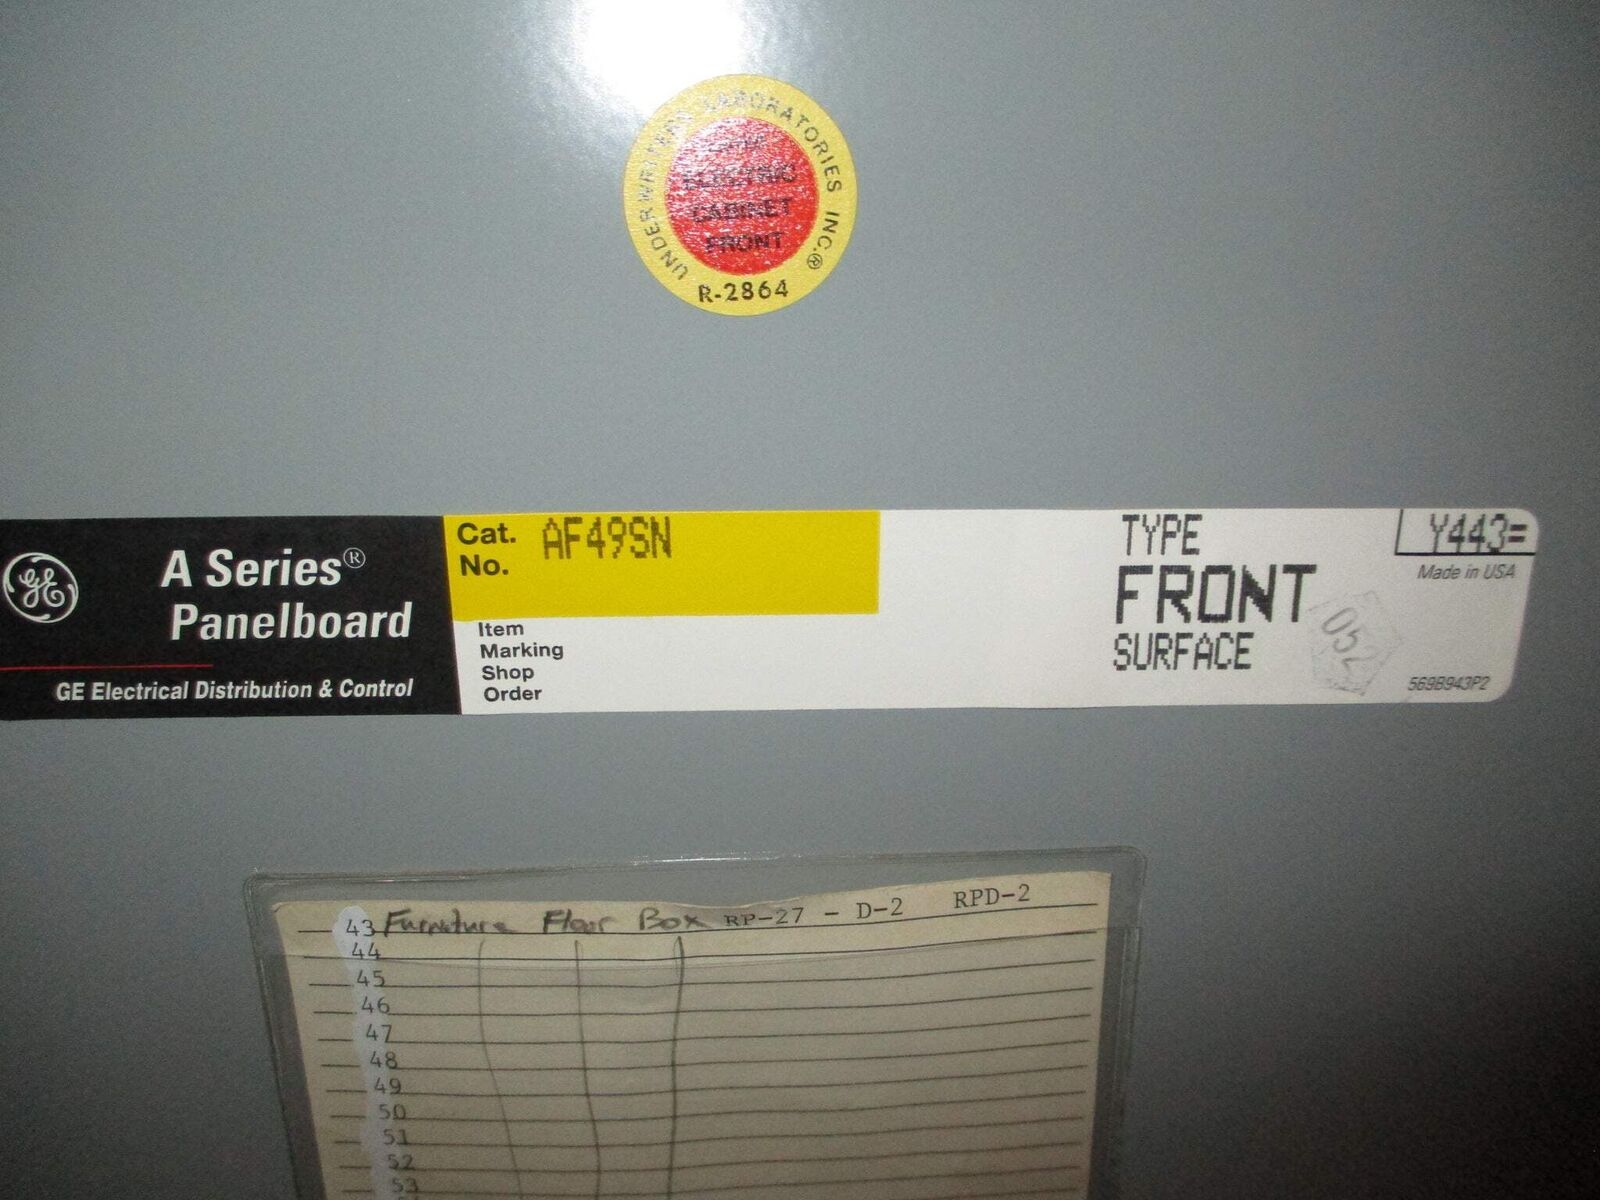 UNDERWRITERS LABORATORIES INC.®
ELECTRIC
CABINET
FRONT
R-2864
GE
A Series®
Panelboard
GE Electrical Distribution & Control
Cat.
No.
AF49SN
Item
Marking
Shop
Order
TYPE
FRONT
SURFACE
Y443=
Made in USA
052
569B943P2
43 Furniture Floor Box RP-27 - D-2 RPD-2
44
45
46
47
48
49
50
51
52
53